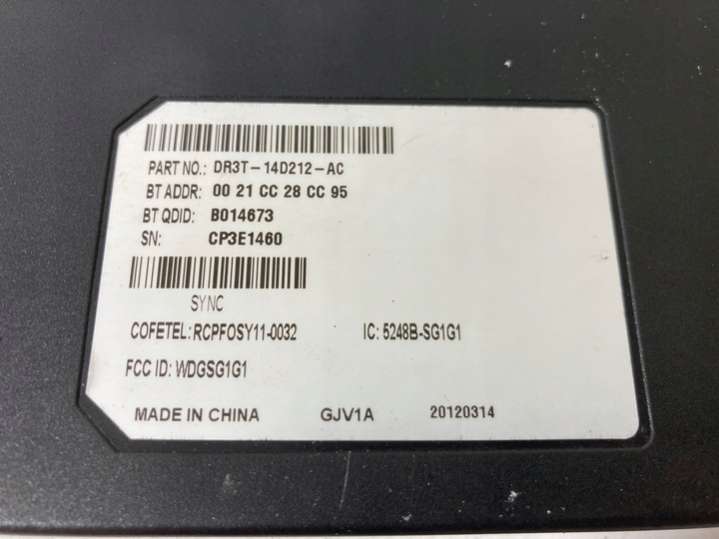 PART NO.: DR3T-14D212-AC
BT ADDR: 00 21 CC 28 CC 95
BT QDID: B014673
SN: CP3E1460
SYNC
COFETEL: RCPFOSY11-0032 IC: 5248B-SG1G1
FCC ID: WDGSG1G1
MADE IN CHINA GJV1A 20120314